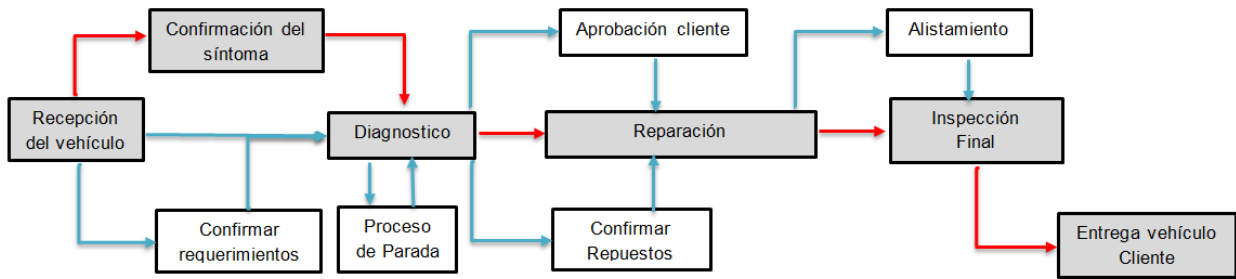 Confirmación del
síntoma
Aprobación cliente
Alistamiento
Recepción
del vehículo
Diagnostico
Reparación
Inspección
Final
Confirmar
requerimientos
Proceso
de Parada
Confirmar
Repuestos
Entrega vehículo
Cliente